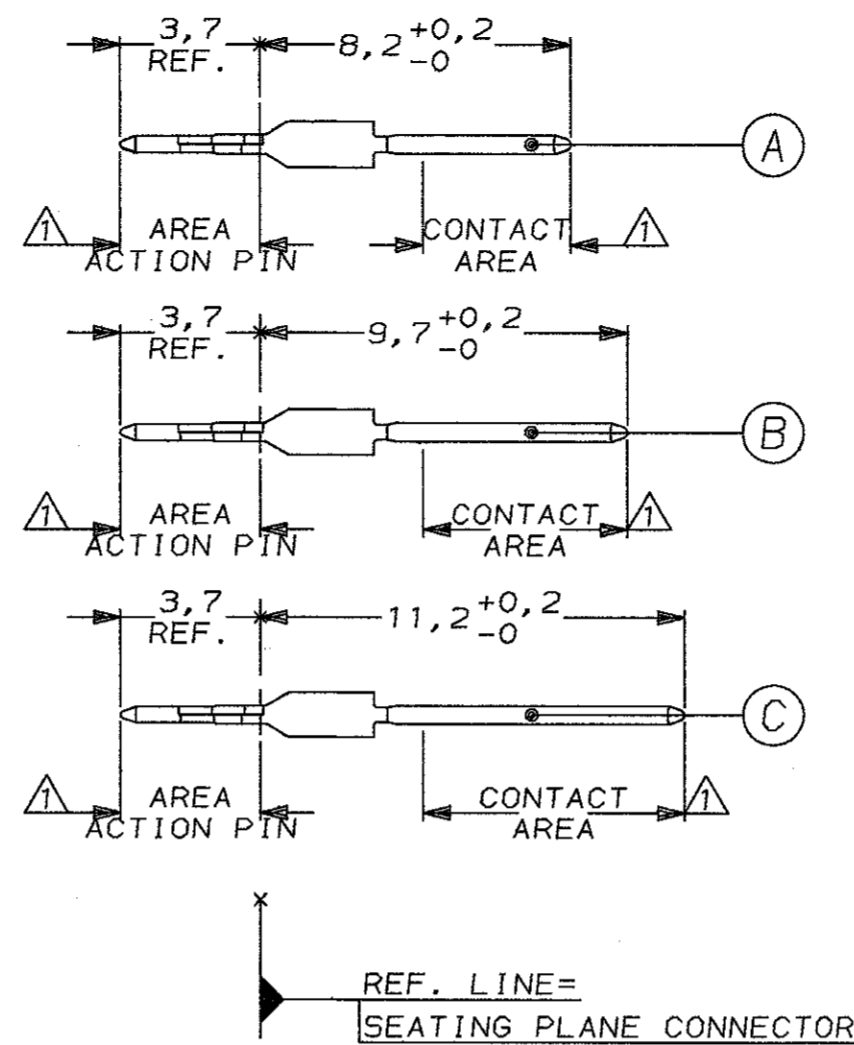 3,7 8,2 +0,2 -0
REF.
A
1 AREA CONTACT 1
ACTION PIN AREA
3,7 9,7 +0,2 -0
REF.
B
1 AREA CONTACT 1
ACTION PIN AREA
3,7 11,2 +0,2 -0
REF.
C
1 AREA CONTACT 1
ACTION PIN AREA
REF. LINE=
SEATING PLANE CONNECTOR